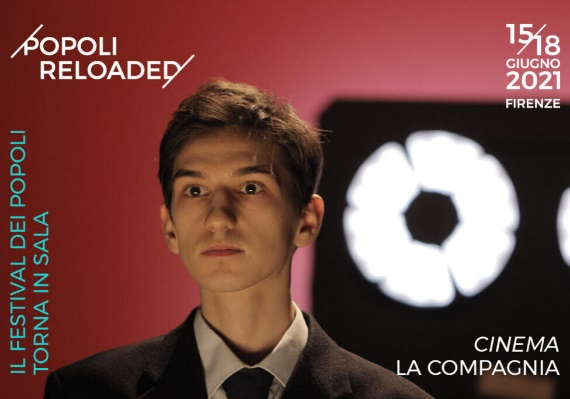 POPOLI
RELOADED
15/18
GIUGNO
2021
FIRENZE
IL FESTIVAL DEI POPOLI
TORNA IN SALA
CINEMA
LA COMPAGNIA